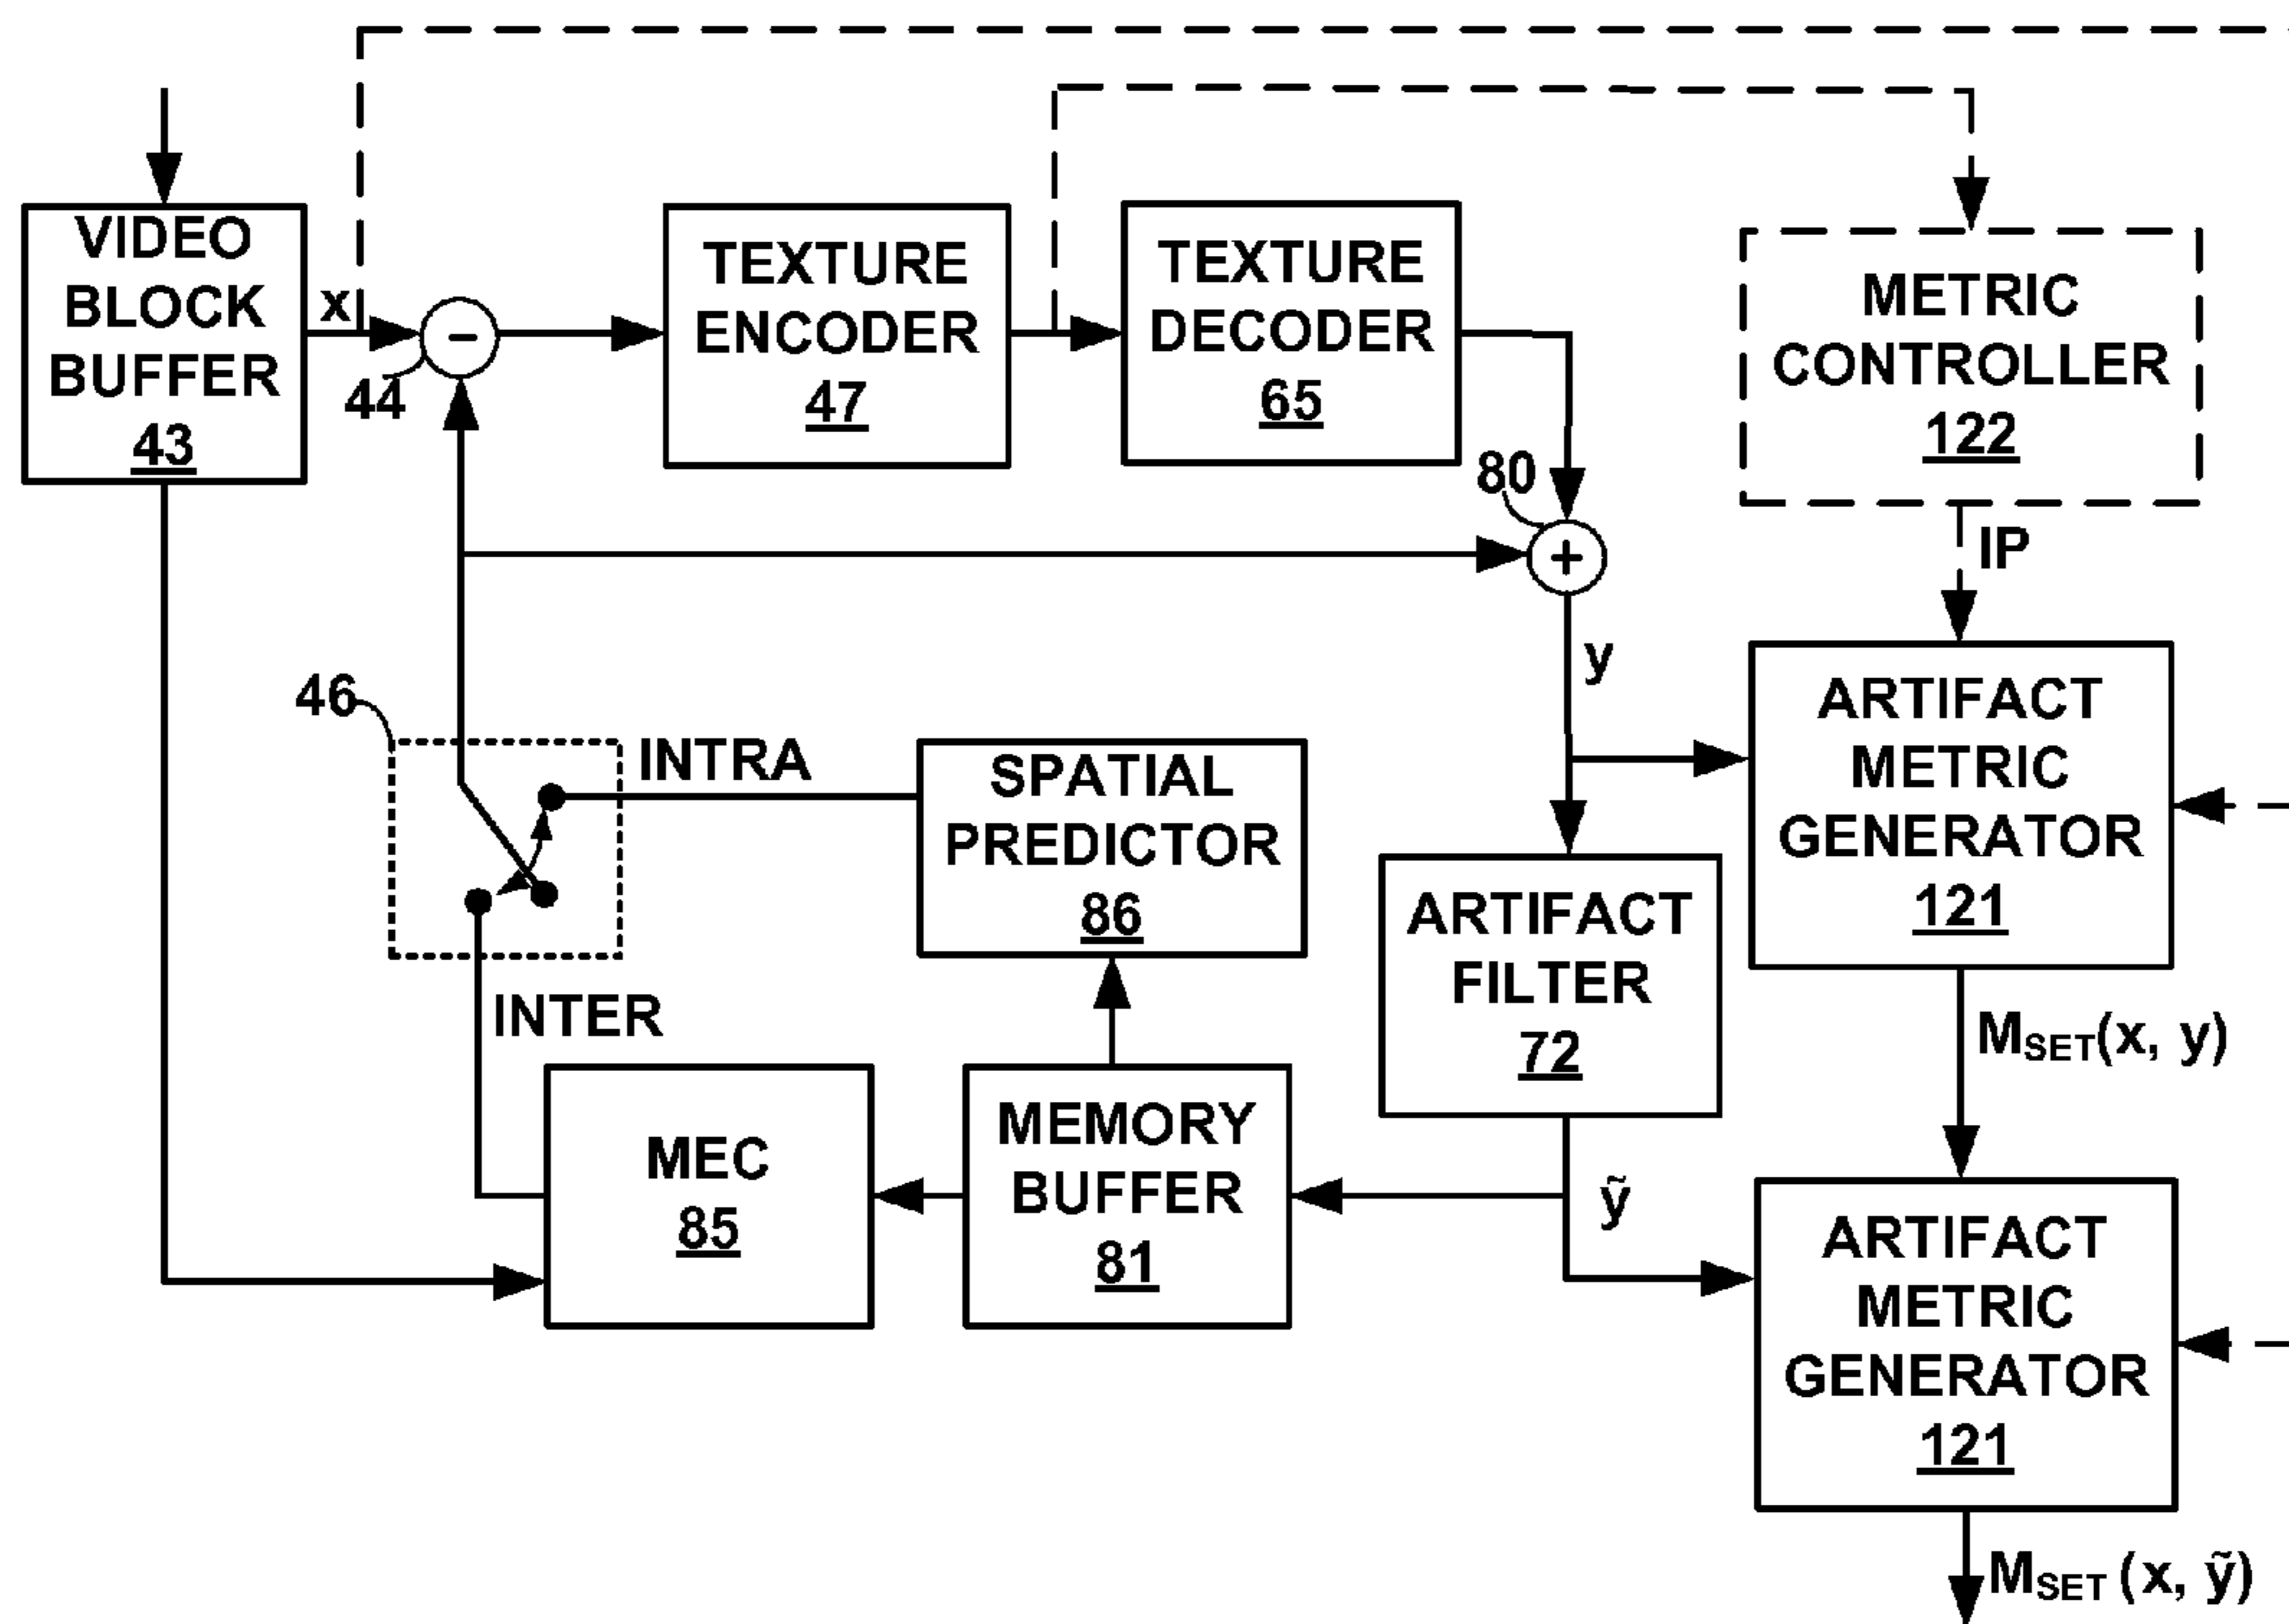 VIDEO
BLOCK
BUFFER
43
x
44
-
TEXTURE
ENCODER
47
TEXTURE
DECODER
65
METRIC
CONTROLLER
122
80
+
IP
y
46
INTRA
INTER
SPATIAL
PREDICTOR
86
ARTIFACT
FILTER
72
ARTIFACT
METRIC
GENERATOR
121
MSET(x, y)
MEC
85
MEMORY
BUFFER
81
ỹ
ARTIFACT
METRIC
GENERATOR
121
MSET (x, ỹ)